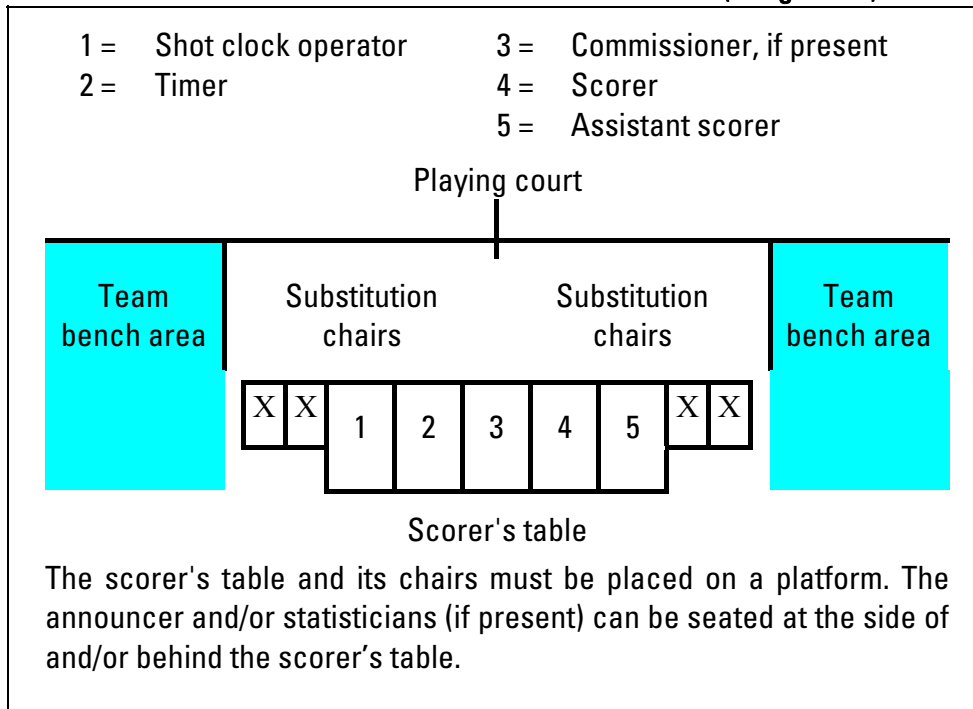 1 = Shot clock operator
2 = Timer
3 = Commissioner, if present
4 = Scorer
5 = Assistant scorer
Playing court
Team
bench area
Substitution
chairs
Substitution
chairs
Team
bench area
X X 1 2 3 4 5 X X
Scorer's table
The scorer's table and its chairs must be placed on a platform. The
announcer and/or statisticians (if present) can be seated at the side of
and/or behind the scorer’s table.